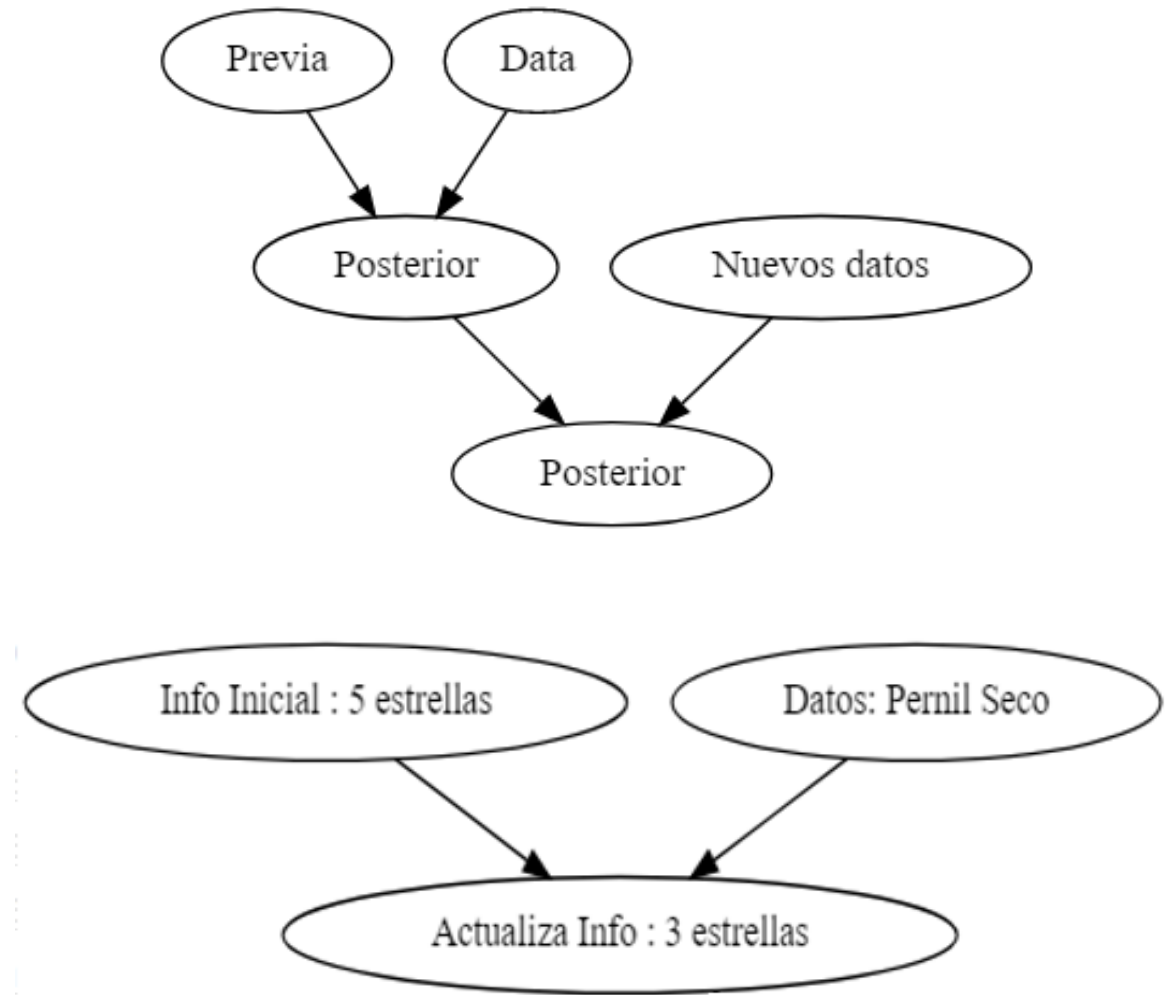 Previa
Data
Posterior
Nuevos datos
Posterior
Info Inicial : 5 estrellas
Datos: Pernil Seco
Actualiza Info : 3 estrellas